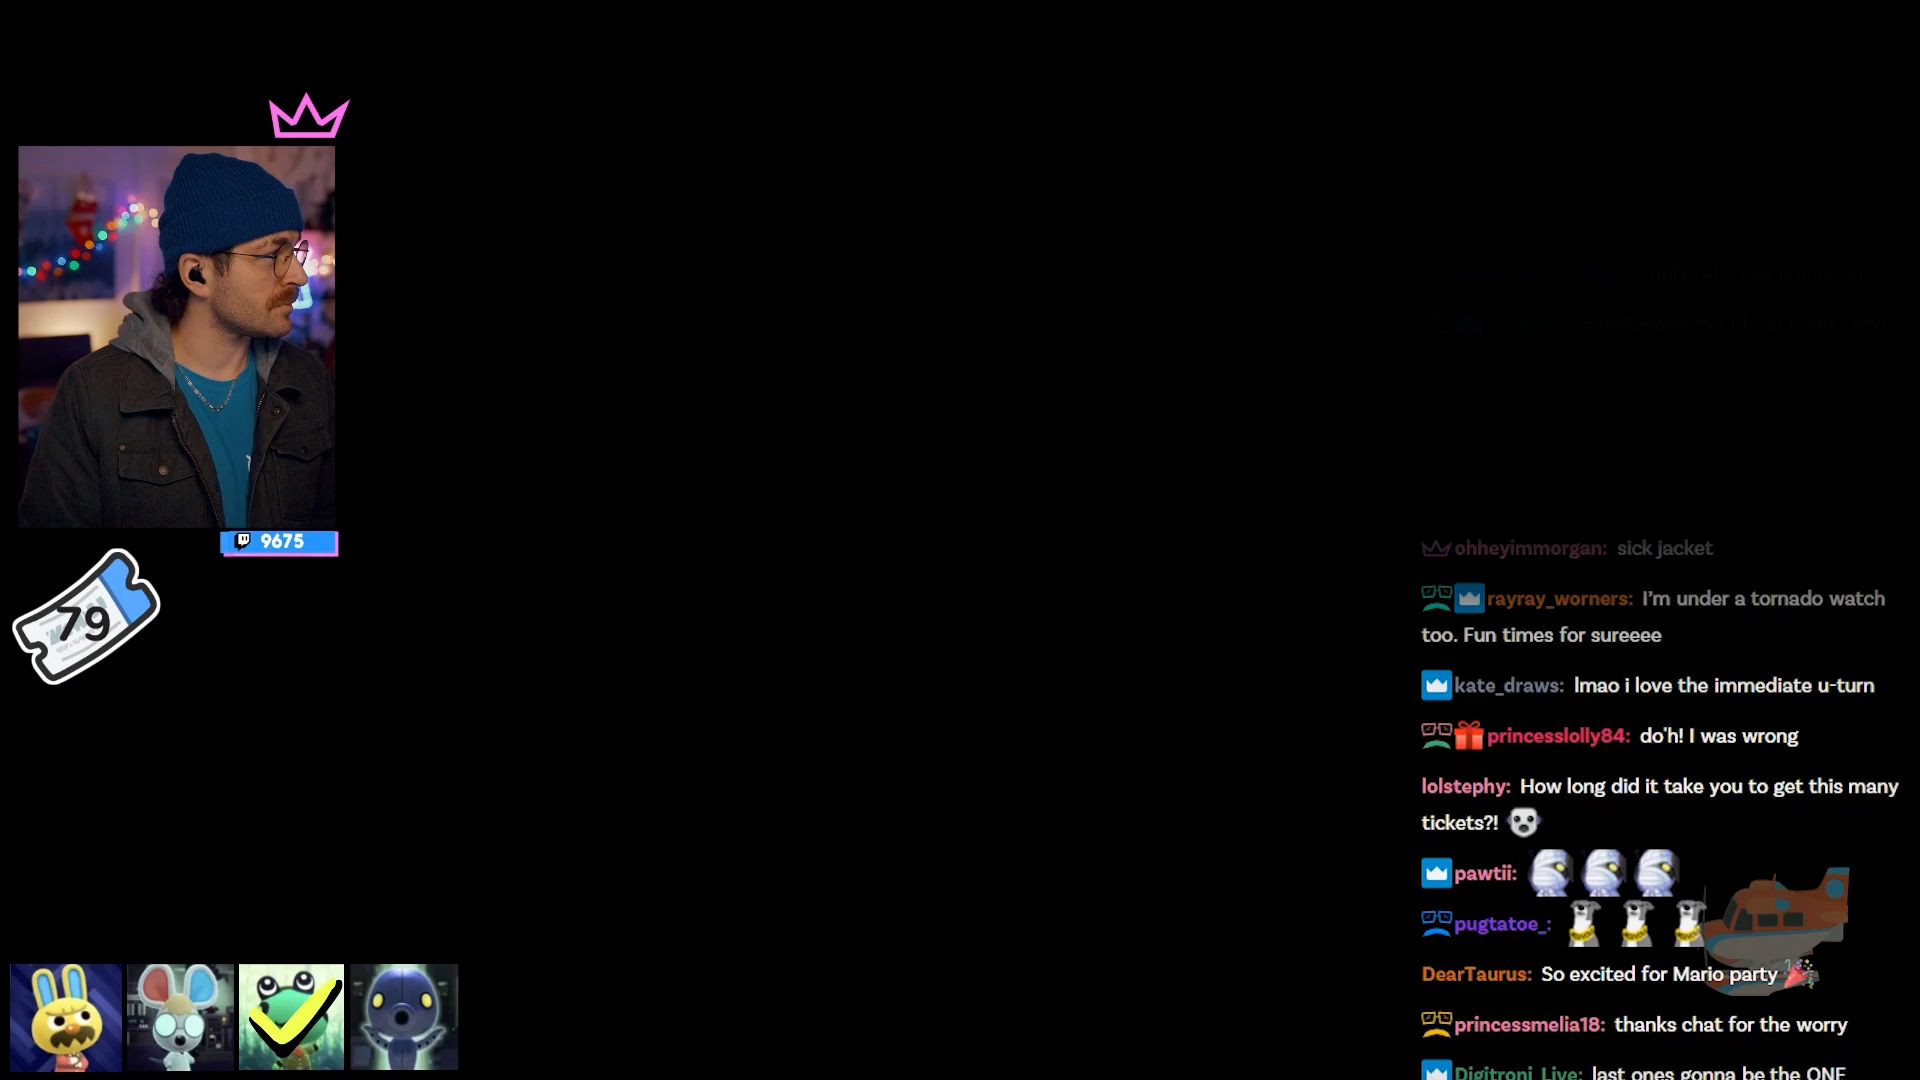 9675
79
ohheyimmorgan: sick jacket
rayray_worners: I'm under a tornado watch
too. Fun times for sureeee
kate_draws: lmao i love the immediate u-turn
princesslolly84: do'h! I was wrong
lolstephy: How long did it take you to get this many
tickets?!
pawtii:
pugtatoe_:
DearTaurus: So excited for Mario party
princessmelia18: thanks chat for the worry
Digitroni_Live: last ones gonna be the ONE